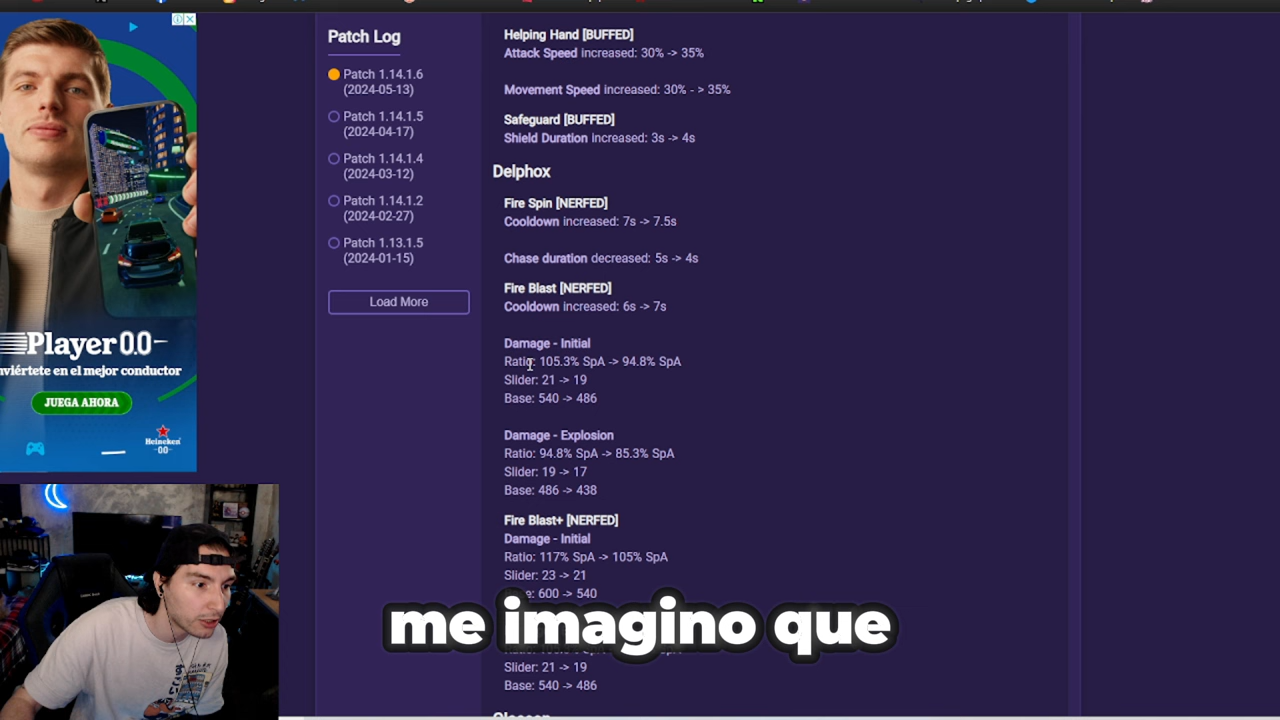 Player 0.0
nviértete en el mejor conductor
JUEGA AHORA
Heineken
0.0
Patch Log
Patch 1.14.1.6
(2024-05-13)
Patch 1.14.1.5
(2024-04-17)
Patch 1.14.1.4
(2024-03-12)
Patch 1.14.1.2
(2024-02-27)
Patch 1.13.1.5
(2024-01-15)
Load More
Helping Hand [BUFFED]
Attack Speed increased: 30% -> 35%
Movement Speed increased: 30% - > 35%
Safeguard [BUFFED]
Shield Duration increased: 3s -> 4s
Delphox
Fire Spin [NERFED]
Cooldown increased: 7s -> 7.5s
Chase duration decreased: 5s -> 4s
Fire Blast [NERFED]
Cooldown increased: 6s -> 7s
Damage - Initial
Ratio: 105.3% SpA -> 94.8% SpA
Slider: 21 -> 19
Base: 540 -> 486
Damage - Explosion
Ratio: 94.8% SpA -> 85.3% SpA
Slider: 19 -> 17
Base: 486 -> 438
Fire Blast+ [NERFED]
Damage - Initial
Ratio: 117% SpA -> 105% SpA
Slider: 23 -> 21
600 -> 540
me imagino que
Slider: 21 -> 19
Base: 540 -> 486